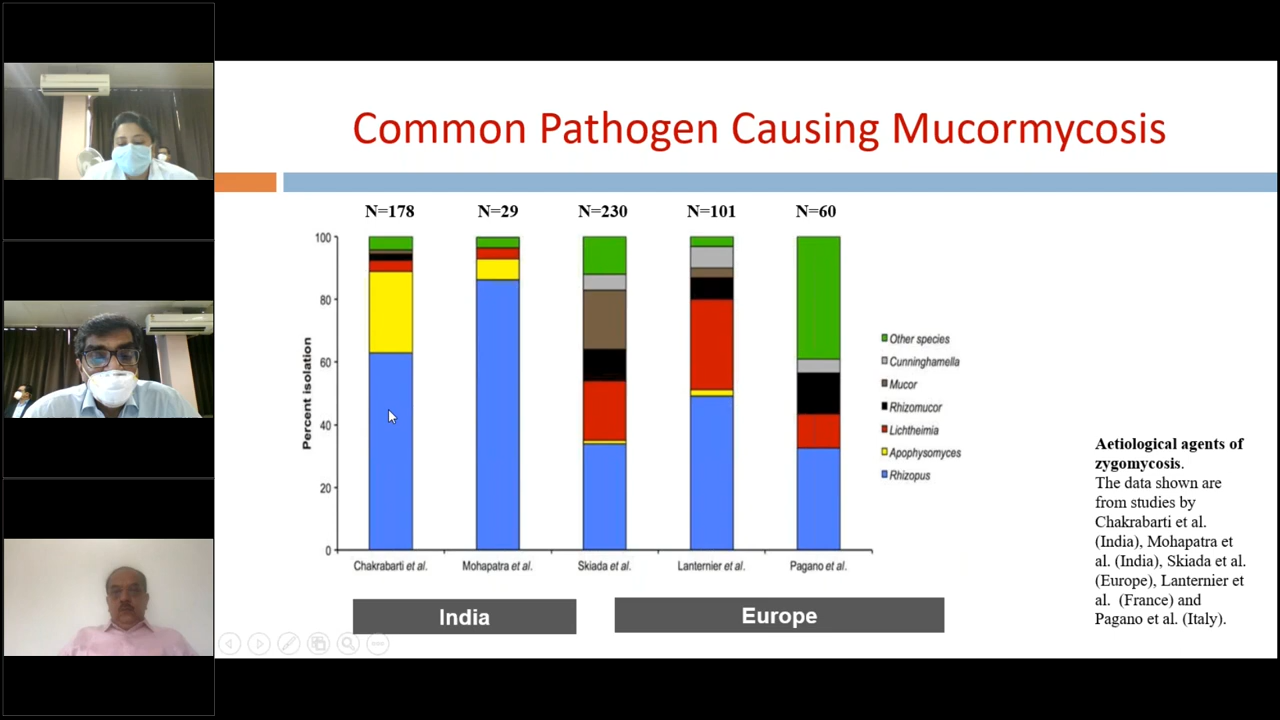 Common Pathogen Causing Mucormycosis
N=178
N=29
N=230
N=101
N=60
100
80
60
40
20
0
Percent isolation
Chakrabarti et al.
Mohapatra et al.
Skiada et al.
Lanternier et al.
Pagano et al.
Other species
Cunninghamella
Mucor
Rhizomucor
Lichtheimia
Apophysomyces
Rhizopus
India
Europe
Aetiological agents of
zygomycosis.
The data shown are
from studies by
Chakrabarti et al.
(India), Mohapatra et
al. (India), Skiada et al.
(Europe), Lanternier et
al. (France) and
Pagano et al. (Italy).